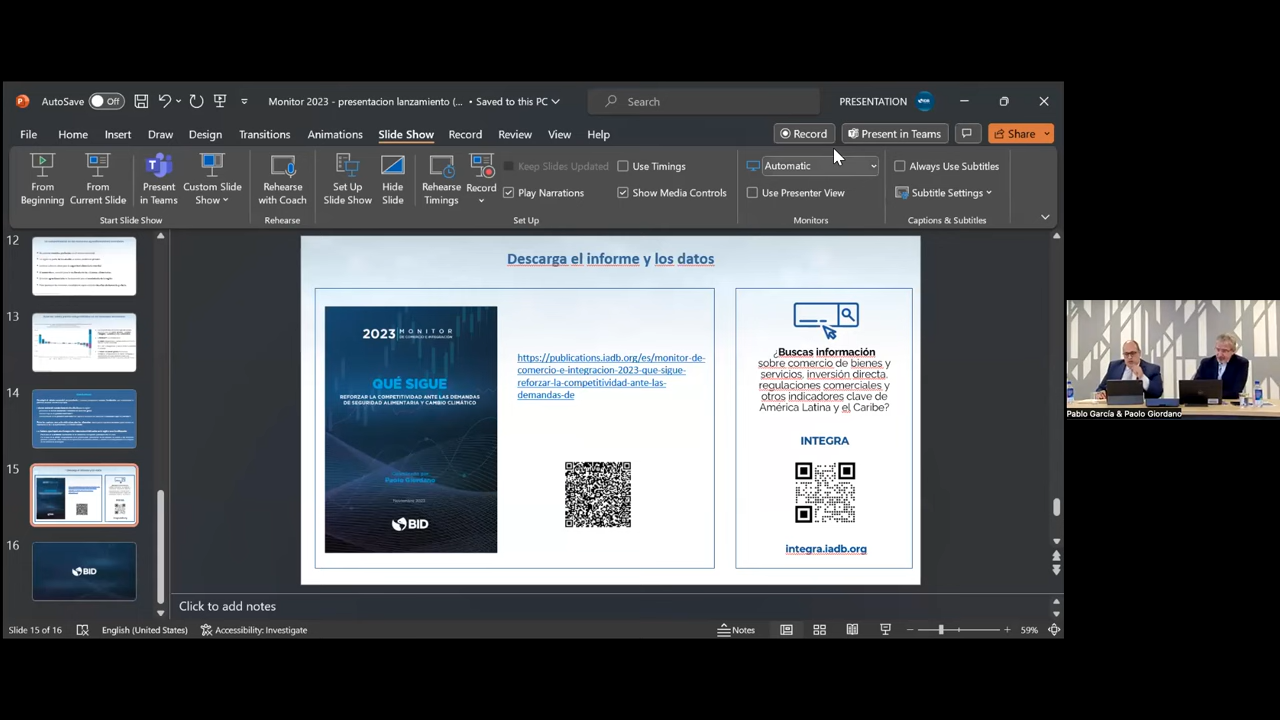 AutoSave Off
Monitor 2023 - presentacion lanzamiento (... • Saved to this PC
Search
PRESENTATION
File Home Insert Draw Design Transitions Animations Slide Show Record Review View Help
Record Present in Teams Share
From Beginning
From Current Slide
Present in Teams
Custom Slide Show
Start Slide Show
Rehearse with Coach
Rehearse
Set Up Slide Show
Hide Slide
Rehearse Timings
Record
Keep Slides Updated
Play Narrations
Use Timings
Show Media Controls
Set Up
Automatic
Use Presenter View
Monitors
Always Use Subtitles
Subtitle Settings
Captions & Subtitles
12
13
14
15
16
BID
Descarga el informe y los datos
2023 MONITOR
DE COMERCIO E INTEGRACIÓN
QUÉ SIGUE
REFORZAR LA COMPETITIVIDAD ANTE LAS DEMANDAS
DE SEGURIDAD ALIMENTARIA Y CAMBIO CLIMÁTICO
Paolo Giordano
Noviembre 2023
BID
https://publications.iadb.org/es/monitor-de-
comercio-e-integracion-2023-que-sigue-
reforzar-la-competitividad-ante-las-
demandas-de
¿Buscas información
sobre comercio de bienes y
servicios, inversión directa,
regulaciones comerciales y
otros indicadores clave de
América Latina y el Caribe?
INTEGRA
integra.iadb.org
Pablo García & Paolo Giordano
Click to add notes
Slide 15 of 16 English (United States) Accessibility: Investigate
Notes 59%